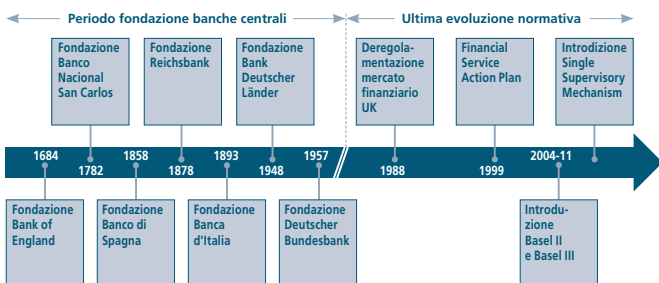 Periodo fondazione banche centrali
Ultima evoluzione normativa
Fondazione
Banco
Nacional
San Carlos
Fondazione
Reichsbank
Fondazione
Bank
Deutscher
Länder
Deregola-
mentazione
mercato
finanziario
UK
Financial
Service
Action Plan
Introdizione
Single
Supervisory
Mechanism
1684
1782
1858
1878
1893
1948
1957
1988
1999
2004-11
Fondazione
Bank of
England
Fondazione
Banco di
Spagna
Fondazione
Banca
d'Italia
Fondazione
Deutscher
Bundesbank
Introdu-
zione
Basel II
e Basel III